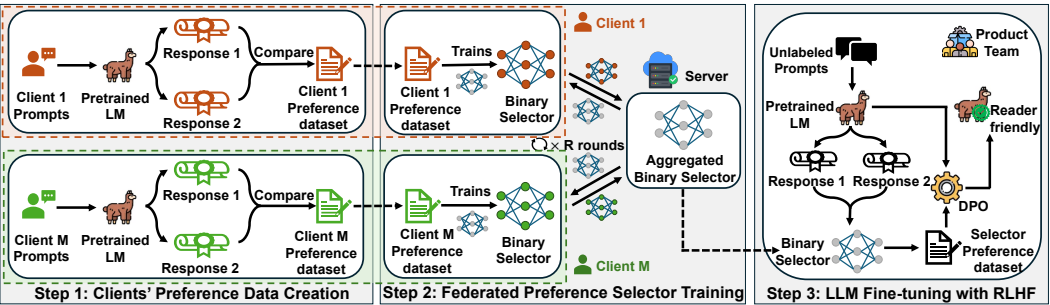 Client 1
Prompts
Pretrained
LM
Response 1
Response 2
Compare
Client 1
Preference
dataset
Client M
Prompts
Pretrained
LM
Response 1
Response 2
Compare
Client M
Preference
dataset
Step 1: Clients' Preference Data Creation
Client 1
Preference
dataset
Trains
Binary
Selector
Client 1
Server
Aggregated
Binary Selector
× R rounds
Client M
Preference
dataset
Trains
Binary
Selector
Client M
Step 2: Federated Preference Selector Training
Unlabeled
Prompts
Product
Team
Pretrained
LM
Reader
friendly
Response 1
Response 2
DPO
Binary
Selector
Selector
Preference
dataset
Step 3: LLM Fine-tuning with RLHF